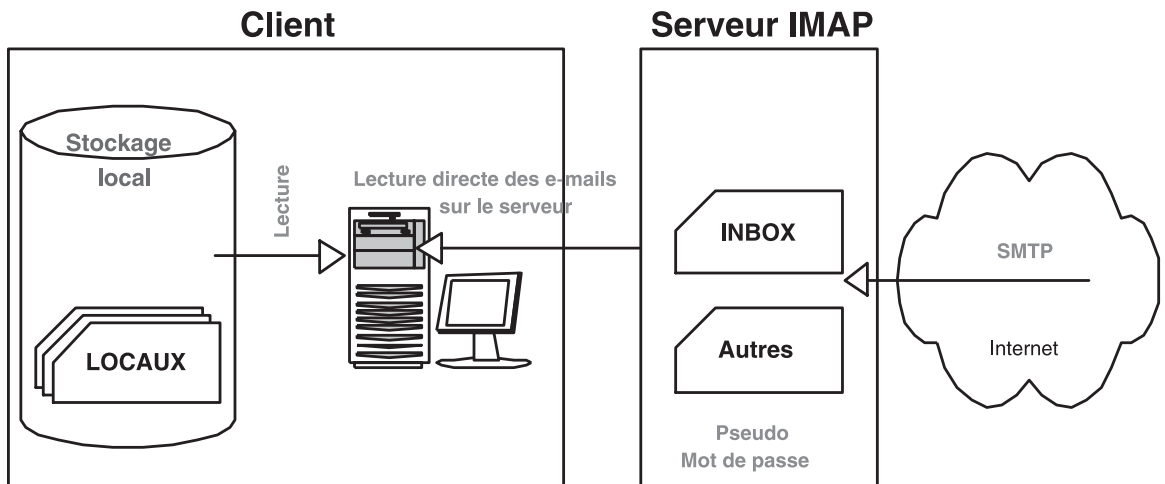 Client
Serveur IMAP
Stockage
local
Lecture
Lecture directe des e-mails
sur le serveur
LOCAUX
INBOX
Autres
Pseudo
Mot de passe
SMTP
Internet